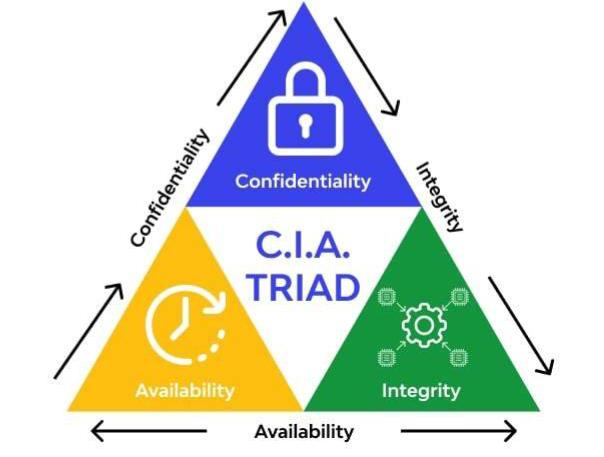 Confidentiality
Confidentiality
Integrity
C.I.A.
TRIAD
Availability
Integrity
Availability